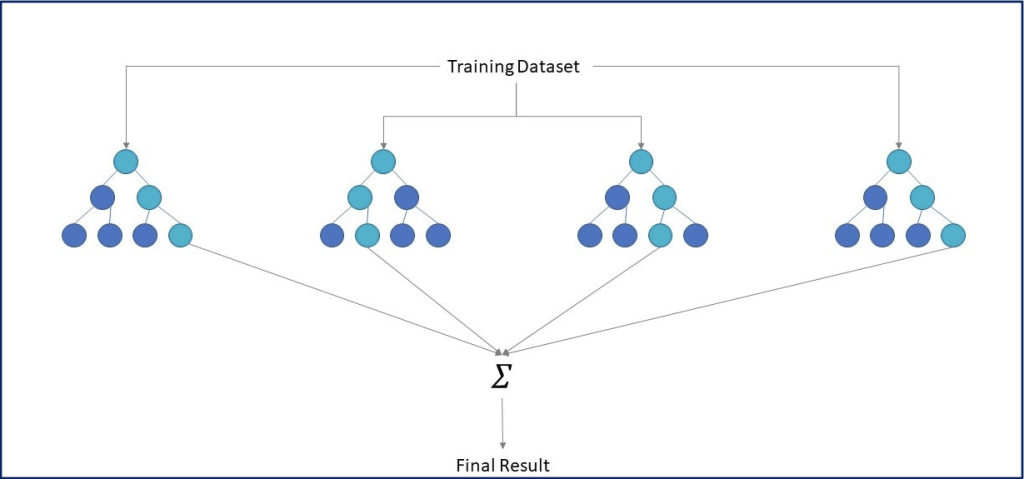 Training Dataset
Σ
Final Result